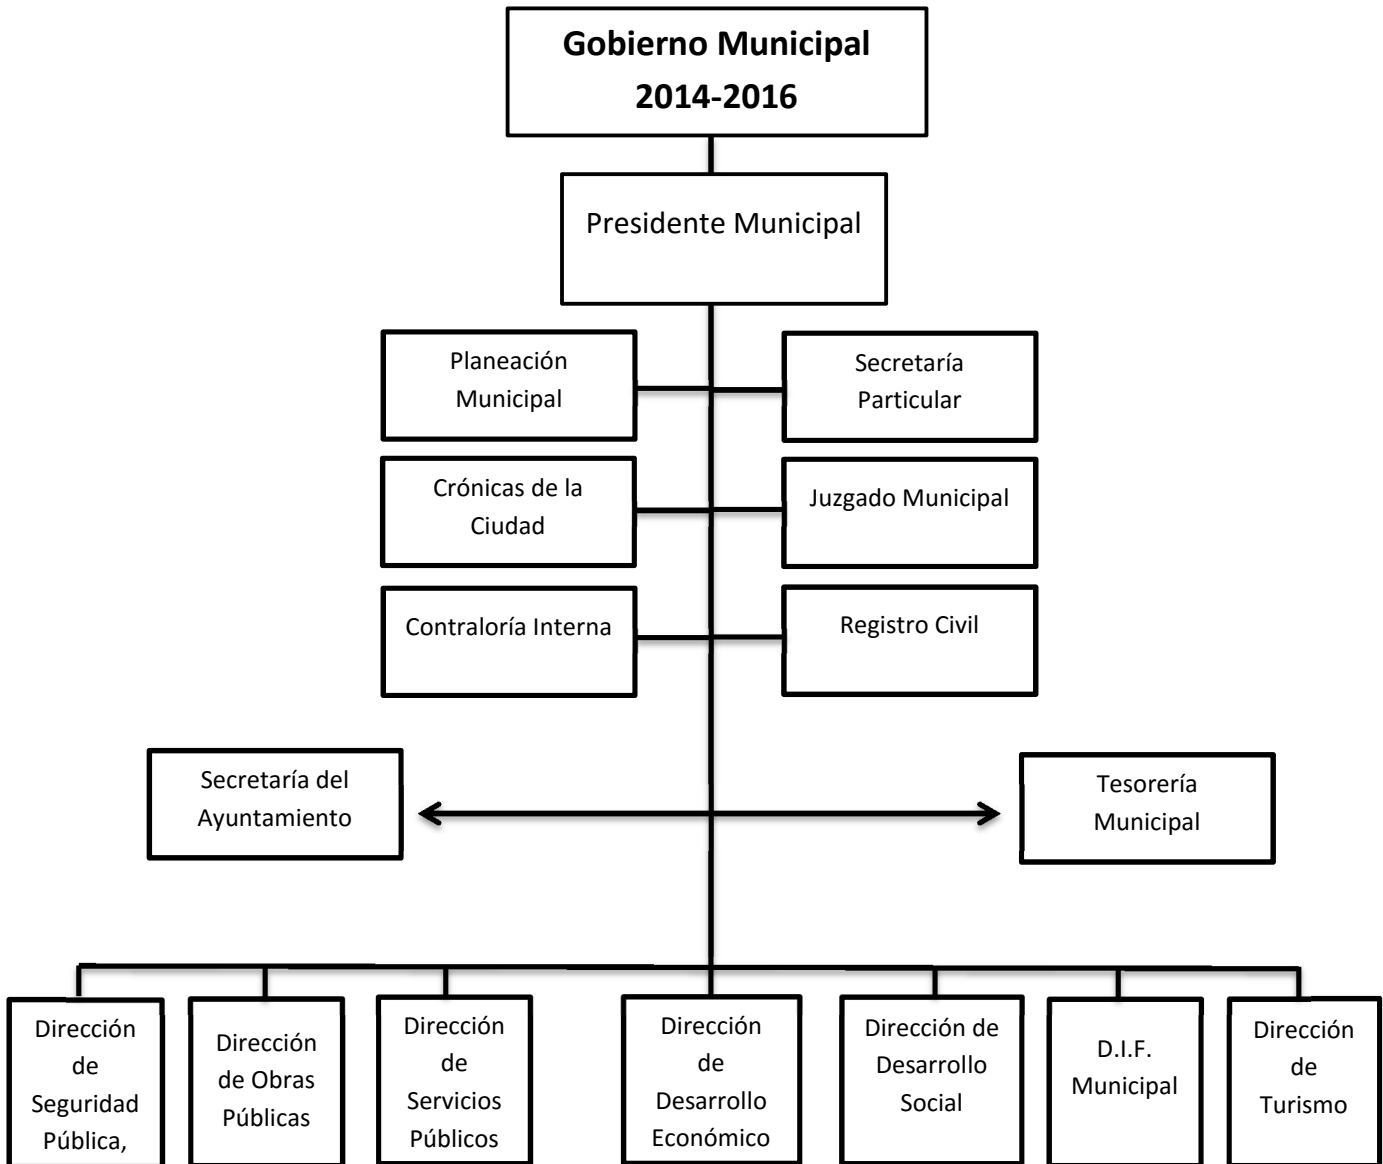 Gobierno Municipal
2014-2016
Presidente Municipal
Planeación
Municipal
Secretaría
Particular
Crónicas de la
Ciudad
Juzgado Municipal
Contraloría Interna
Registro Civil
Secretaría del
Ayuntamiento
Tesorería
Municipal
Dirección
de
Seguridad
Pública,
Dirección
de Obras
Públicas
Dirección
de
Servicios
Públicos
Dirección
de
Desarrollo
Económico
Dirección de
Desarrollo
Social
D.I.F.
Municipal
Dirección
de
Turismo